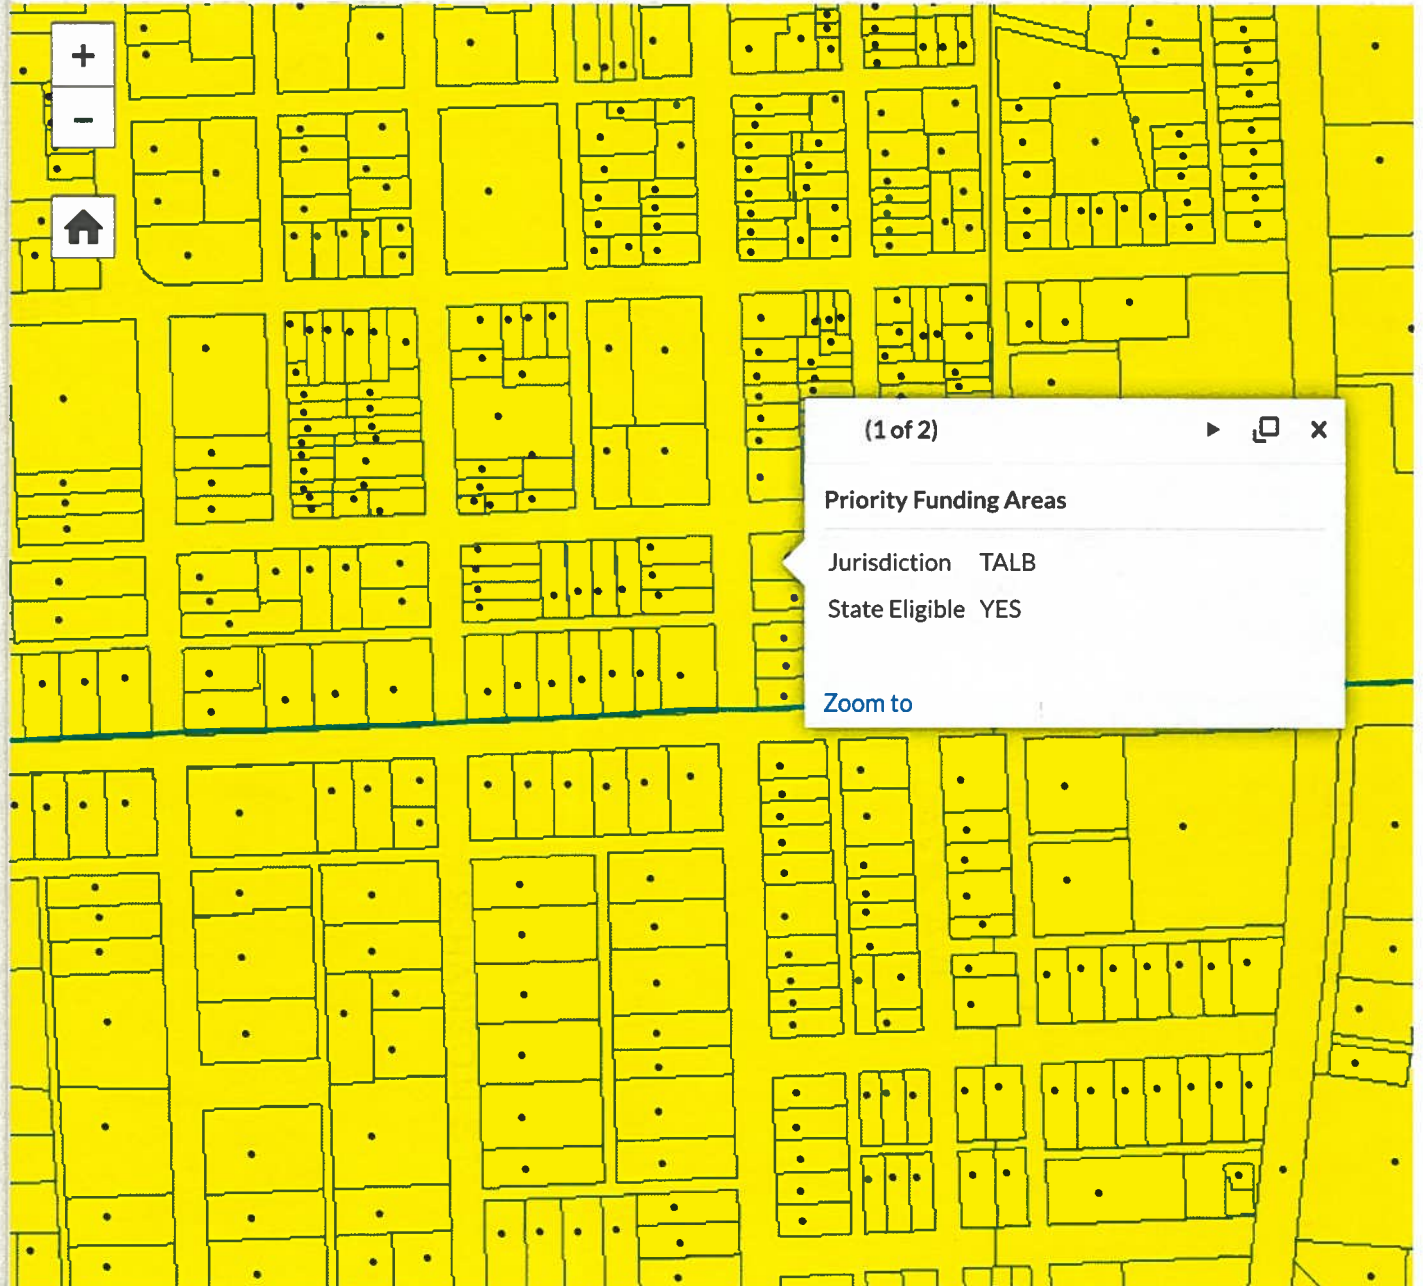 +
−
(1 of 2)
Priority Funding Areas
Jurisdiction TALB
State Eligible YES
Zoom to